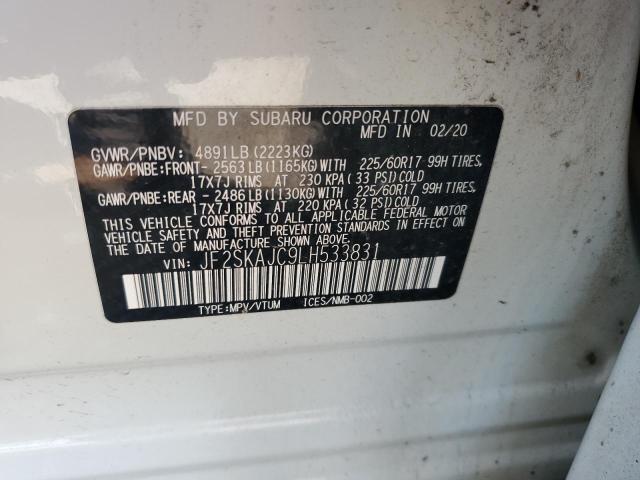 MFD BY SUBARU CORPORATION
MFD IN 02/20
GVWR/PNBV: 4891LB (2223KG)
GAWR/PNBE:FRONT- 2563LB(1165KG)WITH 225/60R17 99H TIRES,
17X7J RIMS AT 230 KPA (33 PSI)COLD
GAWR/PNBE:REAR - 2486LB(1130KG)WITH 225/60R17 99H TIRES,
17X7J RIMS AT 220 KPA (32 PSI)COLD
THIS VEHICLE CONFORMS TO ALL APPLICABLE FEDERAL MOTOR
VEHICLE SAFETY AND THEFT PREVENTION STANDARDS IN EFFECT ON
THE DATE OF MANUFACTURE SHOWN ABOVE.
VIN: JF2SKAJC9LH533831
TYPE:MPV/VTUM ICES/NMB-002